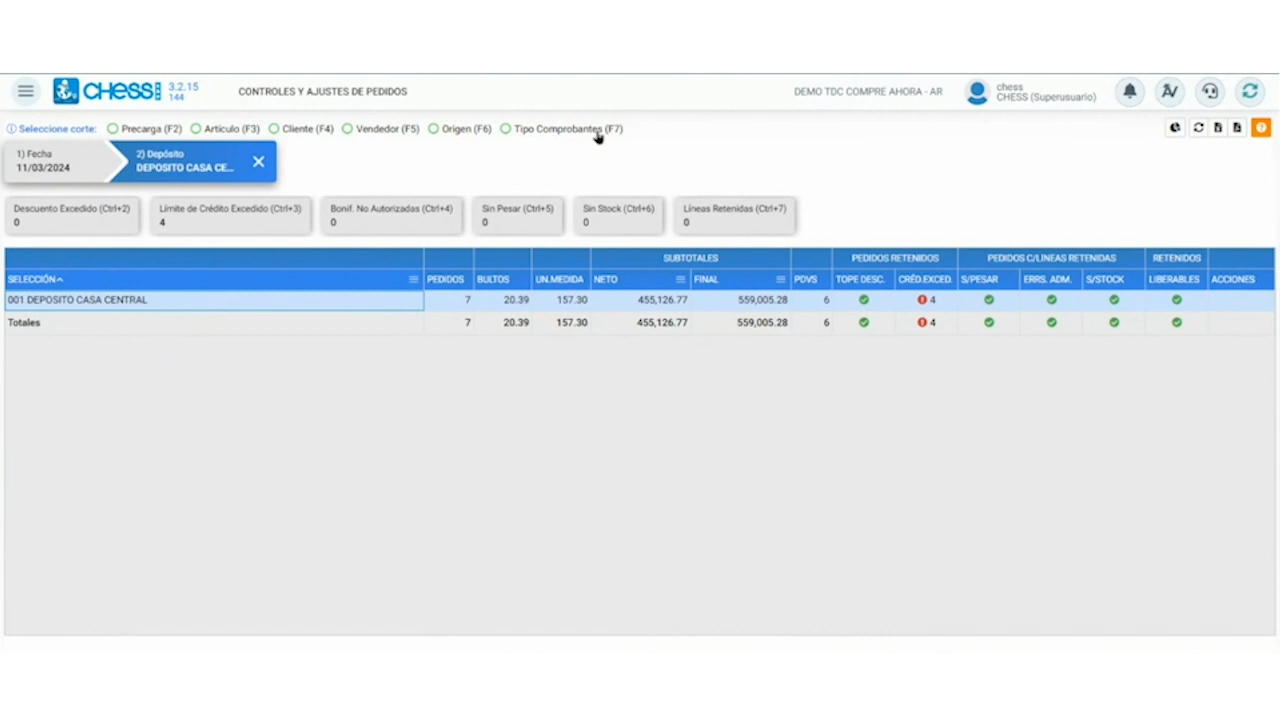 CHESS 3.2.15
144
CONTROLES Y AJUSTES DE PEDIDOS
DEMO TDC COMPRE AHORA - AR
chess
CHESS (Superusuario)
Seleccione corte: Precarga (F2) Artículo (F3) Cliente (F4) Vendedor (F5) Origen (F6) Tipo Comprobantes (F7)
1) Fecha
11/03/2024
2) Depósito
DEPOSITO CASA CE...
Descuento Excedido (Ctrl+2)
0
Límite de Crédito Excedido (Ctrl+3)
4
Bonif. No Autorizadas (Ctrl+4)
0
Sin Pesar (Ctrl+5)
0
Sin Stock (Ctrl+6)
0
Líneas Retenidas (Ctrl+7)
0
SUBTOTALES PEDIDOS RETENIDOS PEDIDOS C/LINEAS RETENIDAS RETENIDOS
SELECCIÓN PEDIDOS BULTOS UN.MEDIDA NETO FINAL PDVS TOPE DESC. CRÉD.EXCED. S/PESAR ERRS. ADM. S/STOCK LIBERABLES ACCIONES
001 DEPOSITO CASA CENTRAL 7 20.39 157.30 455,126.77 559,005.28 6 4
Totales 7 20.39 157.30 455,126.77 559,005.28 6 4